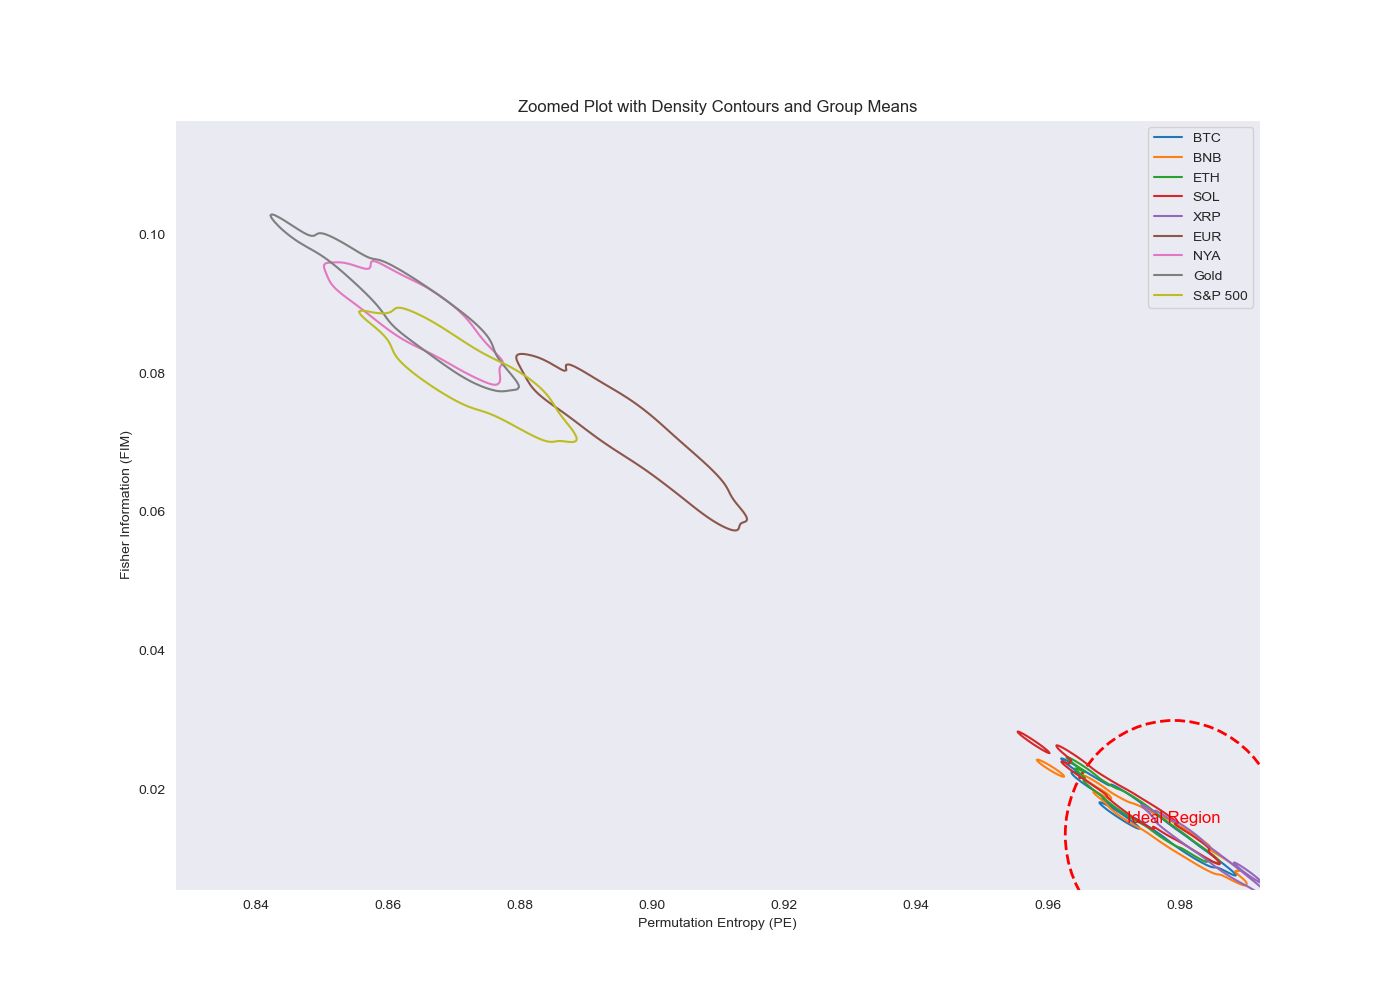 Zoomed Plot with Density Contours and Group Means
BTC
BNB
ETH
SOL
XRP
EUR
NYA
Gold
S&P 500
0.10
0.08
0.06
0.04
0.02
Fisher Information (FIM)
Ideal Region
0.84 0.86 0.88 0.90 0.92 0.94 0.96 0.98
Permutation Entropy (PE)